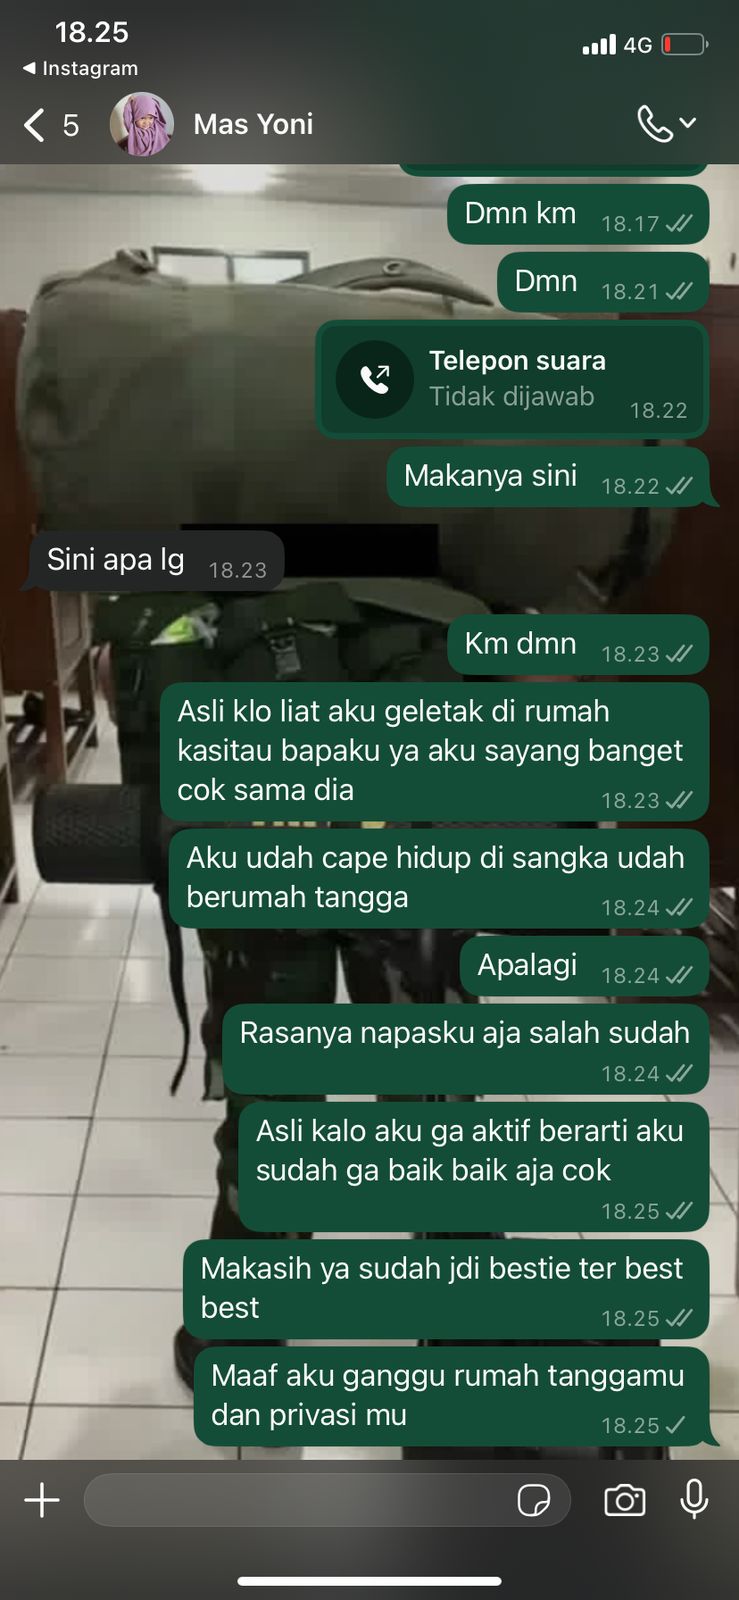 18.25
4G
Instagram
5
Mas Yoni
Dmn km 18.17
Dmn 18.21
Telepon suara
Tidak dijawab 18.22
Makanya sini 18.22
Sini apa lg 18.23
Km dmn 18.23
Asli klo liat aku geletak di rumah
kasitau bapaku ya aku sayang banget
cok sama dia 18.23
Aku udah cape hidup di sangka udah
berumah tangga 18.24
Apalagi 18.24
Rasanya napasku aja salah sudah
18.24
Asli kalo aku ga aktif berarti aku
sudah ga baik baik aja cok
18.25
Makasih ya sudah jdi bestie ter best
best 18.25
Maaf aku ganggu rumah tanggamu
dan privasi mu 18.25